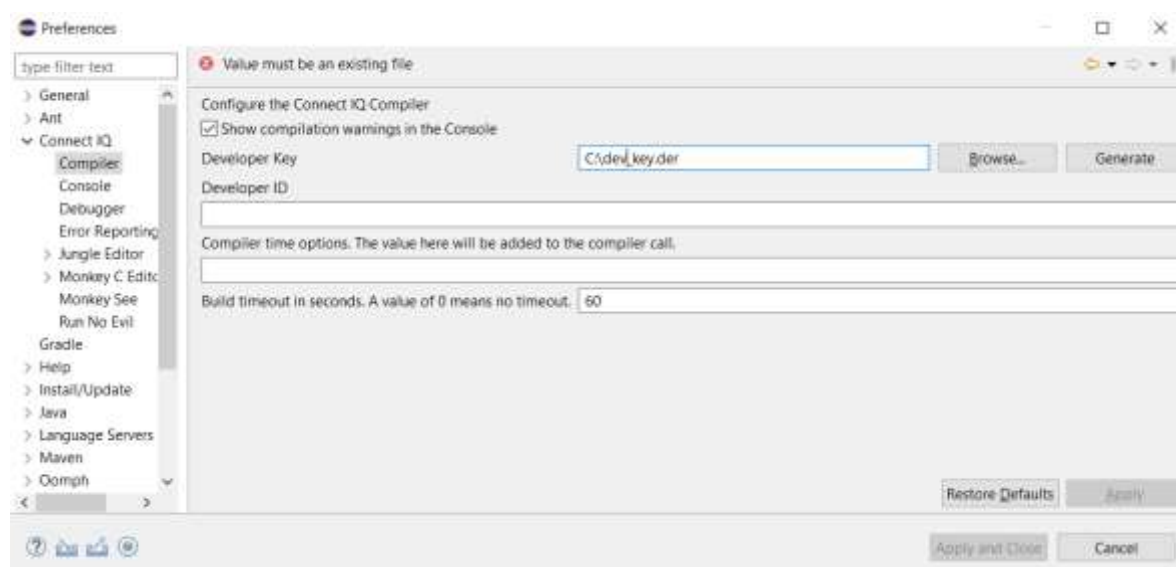 Preferences
type filter text
Value must be an existing file
General
Ant
Connect IQ
Compiler
Console
Debugger
Error Reporting
Jungle Editor
Monkey C Edito
Monkey See
Run No Evil
Gradle
Help
Install/Update
Java
Language Servers
Maven
Oomph
Configure the Connect IQ Compiler
Show compilation warnings in the Console
Developer Key C:\dev_key.der Browse... Generate
Developer ID
Compiler time options. The value here will be added to the compiler call.
Build timeout in seconds. A value of 0 means no timeout. 60
Restore Defaults Apply
Apply and Close Cancel